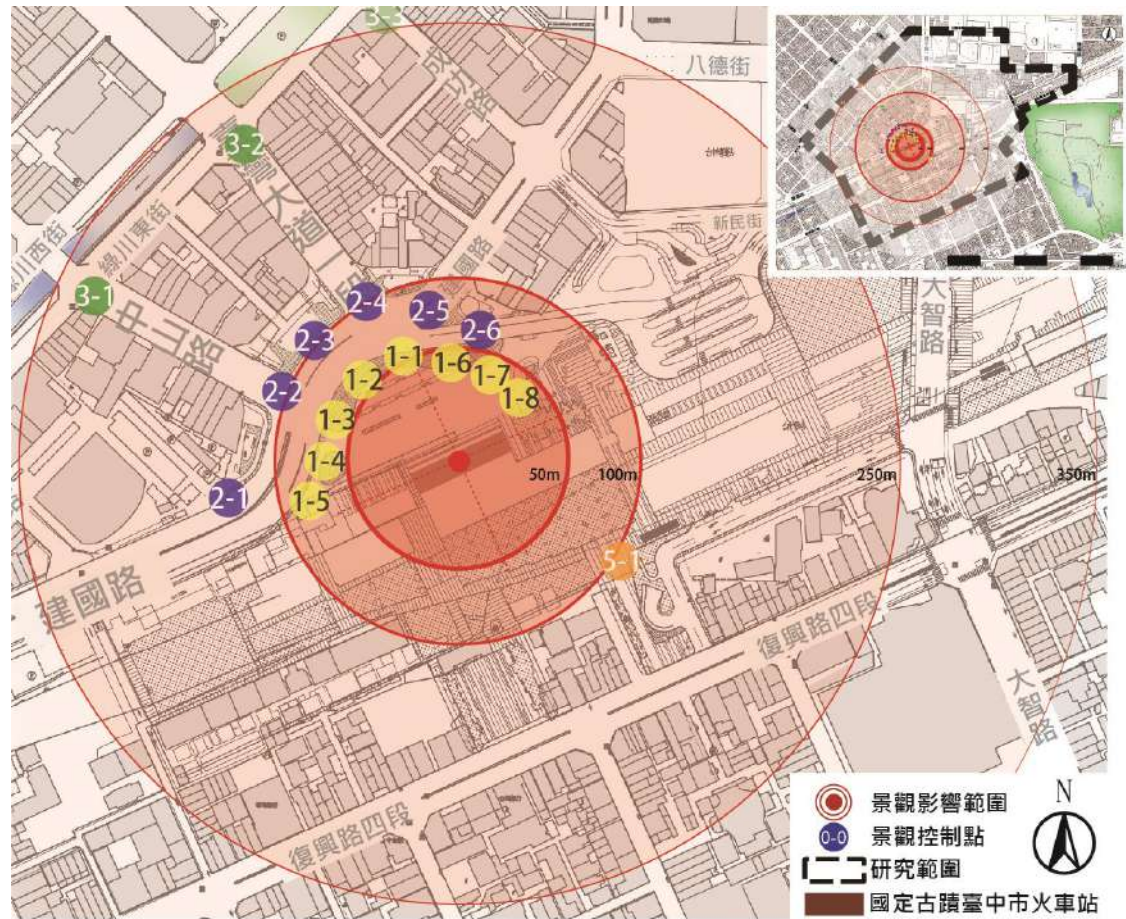 3-3
成功路
八德街
3-2
臺灣大道一段
新民街
綠川西街
綠川東街
3-1
中山路
建國路
大智路
2-4
2-5
2-6
2-3
2-2
1-1
1-6
1-2
1-7
1-8
1-3
1-4
50m
100m
250m
350m
2-1
1-5
5-1
建國路
復興路四段
大智路
復興路四段
N
景觀影響範圍
0-0
景觀控制點
研究範圍
國定古蹟臺中市火車站